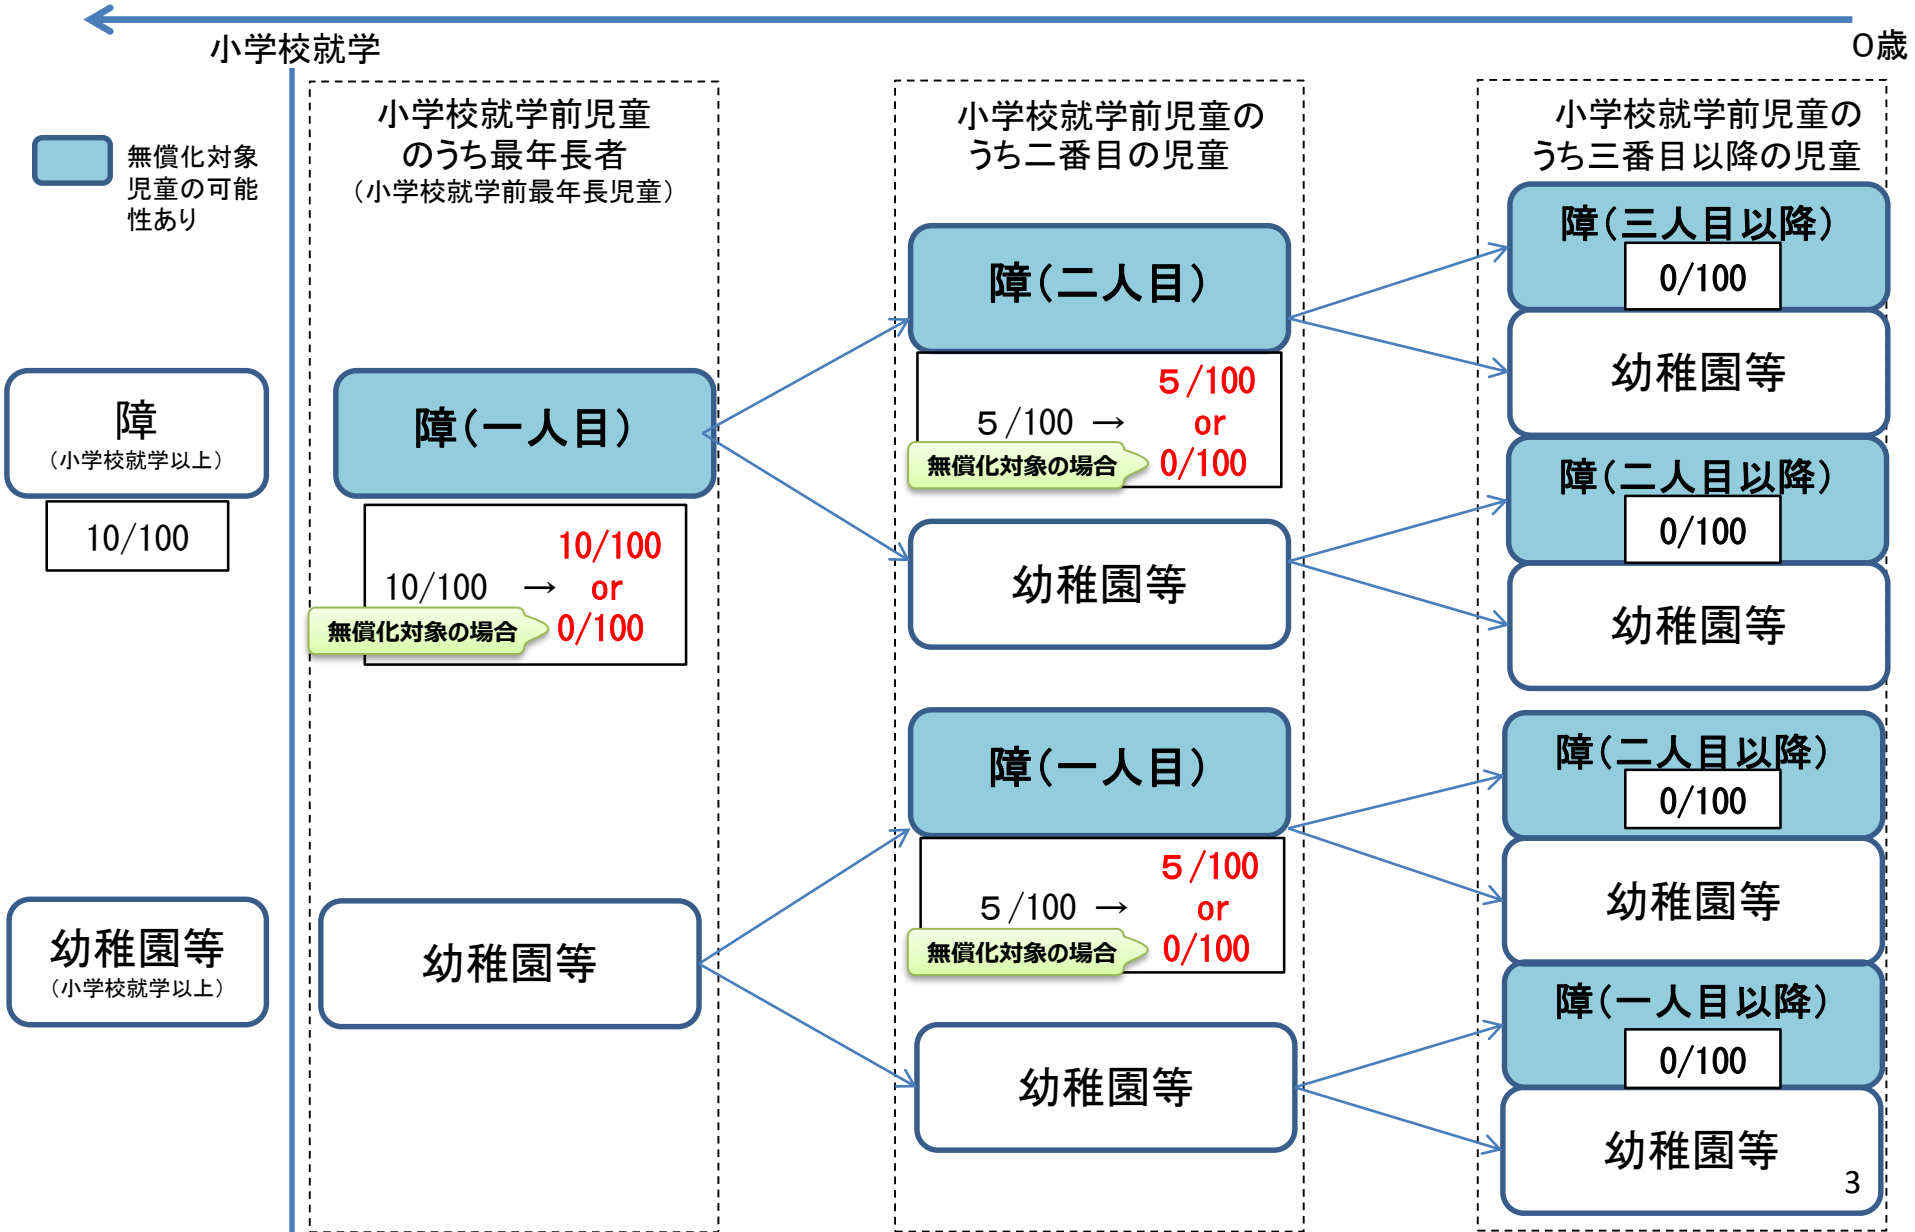 小学校就学
0歳
無償化対象
児童の可能
性あり
障
（小学校就学以上）
10/100
幼稚園等
（小学校就学以上）
小学校就学前児童
のうち最年長者
（小学校就学前最年長児童）
障（一人目）
10/100 →
10/100
or
0/100
無償化対象の場合
幼稚園等
小学校就学前児童の
うち二番目の児童
障（二人目）
５/100 →
５/100
or
0/100
無償化対象の場合
幼稚園等
障（一人目）
５/100 →
５/100
or
0/100
無償化対象の場合
幼稚園等
小学校就学前児童の
うち三番目以降の児童
障（三人目以降）
0/100
幼稚園等
障（二人目以降）
0/100
幼稚園等
障（二人目以降）
0/100
幼稚園等
障（一人目以降）
0/100
幼稚園等
3